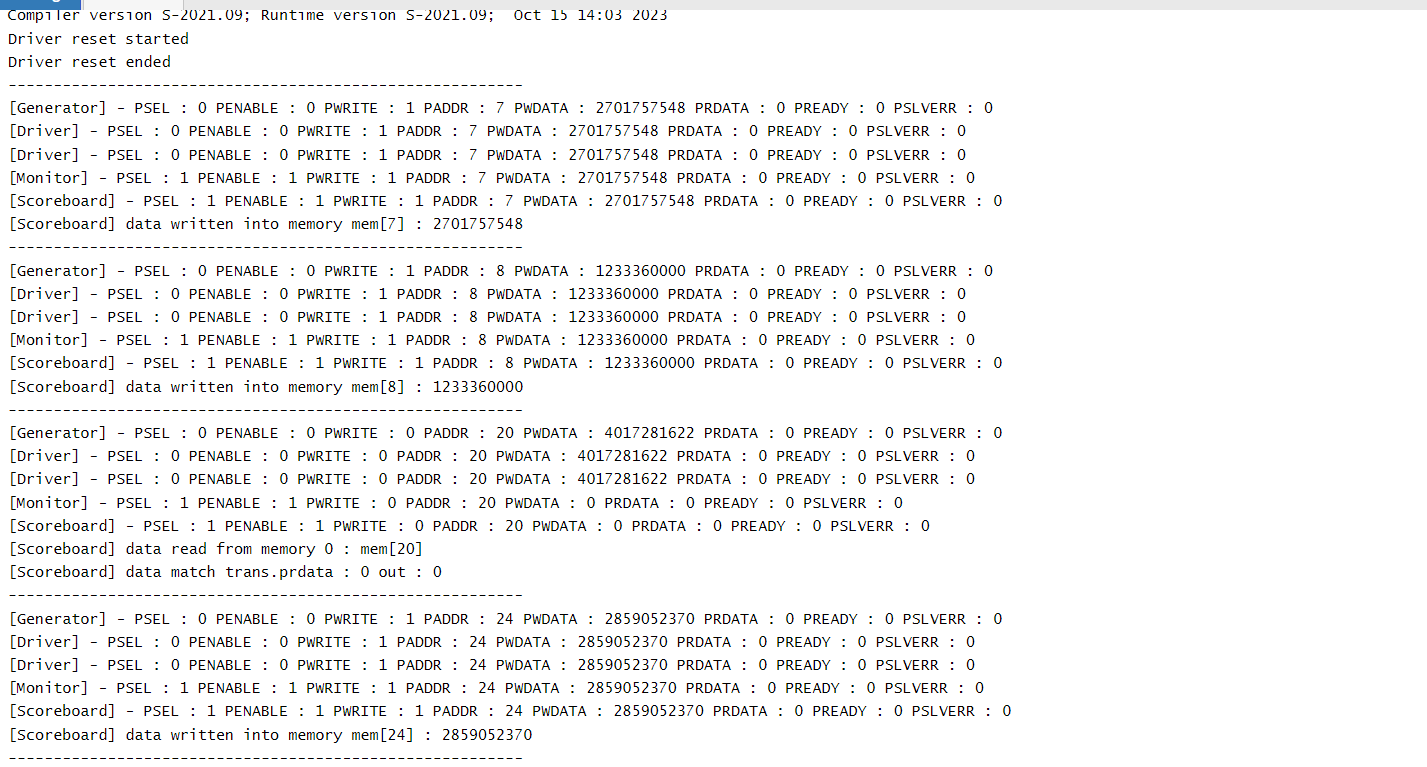 Compiler version S-2021.09; Runtime version S-2021.09;  Oct 15 14:03 2023
Driver reset started
Driver reset ended
---------------------------------------------------------
[Generator] - PSEL : 0 PENABLE : 0 PWRITE : 1 PADDR : 7 PWDATA : 2701757548 PRDATA : 0 PREADY : 0 PSLVERR : 0
[Driver] - PSEL : 0 PENABLE : 0 PWRITE : 1 PADDR : 7 PWDATA : 2701757548 PRDATA : 0 PREADY : 0 PSLVERR : 0
[Driver] - PSEL : 0 PENABLE : 0 PWRITE : 1 PADDR : 7 PWDATA : 2701757548 PRDATA : 0 PREADY : 0 PSLVERR : 0
[Monitor] - PSEL : 1 PENABLE : 1 PWRITE : 1 PADDR : 7 PWDATA : 2701757548 PRDATA : 0 PREADY : 0 PSLVERR : 0
[Scoreboard] - PSEL : 1 PENABLE : 1 PWRITE : 1 PADDR : 7 PWDATA : 2701757548 PRDATA : 0 PREADY : 0 PSLVERR : 0
[Scoreboard] data written into memory mem[7] : 2701757548
---------------------------------------------------------
[Generator] - PSEL : 0 PENABLE : 0 PWRITE : 1 PADDR : 8 PWDATA : 1233360000 PRDATA : 0 PREADY : 0 PSLVERR : 0
[Driver] - PSEL : 0 PENABLE : 0 PWRITE : 1 PADDR : 8 PWDATA : 1233360000 PRDATA : 0 PREADY : 0 PSLVERR : 0
[Driver] - PSEL : 0 PENABLE : 0 PWRITE : 1 PADDR : 8 PWDATA : 1233360000 PRDATA : 0 PREADY : 0 PSLVERR : 0
[Monitor] - PSEL : 1 PENABLE : 1 PWRITE : 1 PADDR : 8 PWDATA : 1233360000 PRDATA : 0 PREADY : 0 PSLVERR : 0
[Scoreboard] - PSEL : 1 PENABLE : 1 PWRITE : 1 PADDR : 8 PWDATA : 1233360000 PRDATA : 0 PREADY : 0 PSLVERR : 0
[Scoreboard] data written into memory mem[8] : 1233360000
---------------------------------------------------------
[Generator] - PSEL : 0 PENABLE : 0 PWRITE : 0 PADDR : 20 PWDATA : 4017281622 PRDATA : 0 PREADY : 0 PSLVERR : 0
[Driver] - PSEL : 0 PENABLE : 0 PWRITE : 0 PADDR : 20 PWDATA : 4017281622 PRDATA : 0 PREADY : 0 PSLVERR : 0
[Driver] - PSEL : 0 PENABLE : 0 PWRITE : 0 PADDR : 20 PWDATA : 4017281622 PRDATA : 0 PREADY : 0 PSLVERR : 0
[Monitor] - PSEL : 1 PENABLE : 1 PWRITE : 0 PADDR : 20 PWDATA : 0 PRDATA : 0 PREADY : 0 PSLVERR : 0
[Scoreboard] - PSEL : 1 PENABLE : 1 PWRITE : 0 PADDR : 20 PWDATA : 0 PRDATA : 0 PREADY : 0 PSLVERR : 0
[Scoreboard] data read from memory 0 : mem[20]
[Scoreboard] data match trans.prdata : 0 out : 0
---------------------------------------------------------
[Generator] - PSEL : 0 PENABLE : 0 PWRITE : 1 PADDR : 24 PWDATA : 2859052370 PRDATA : 0 PREADY : 0 PSLVERR : 0
[Driver] - PSEL : 0 PENABLE : 0 PWRITE : 1 PADDR : 24 PWDATA : 2859052370 PRDATA : 0 PREADY : 0 PSLVERR : 0
[Driver] - PSEL : 0 PENABLE : 0 PWRITE : 1 PADDR : 24 PWDATA : 2859052370 PRDATA : 0 PREADY : 0 PSLVERR : 0
[Monitor] - PSEL : 1 PENABLE : 1 PWRITE : 1 PADDR : 24 PWDATA : 2859052370 PRDATA : 0 PREADY : 0 PSLVERR : 0
[Scoreboard] - PSEL : 1 PENABLE : 1 PWRITE : 1 PADDR : 24 PWDATA : 2859052370 PRDATA : 0 PREADY : 0 PSLVERR : 0
[Scoreboard] data written into memory mem[24] : 2859052370
---------------------------------------------------------